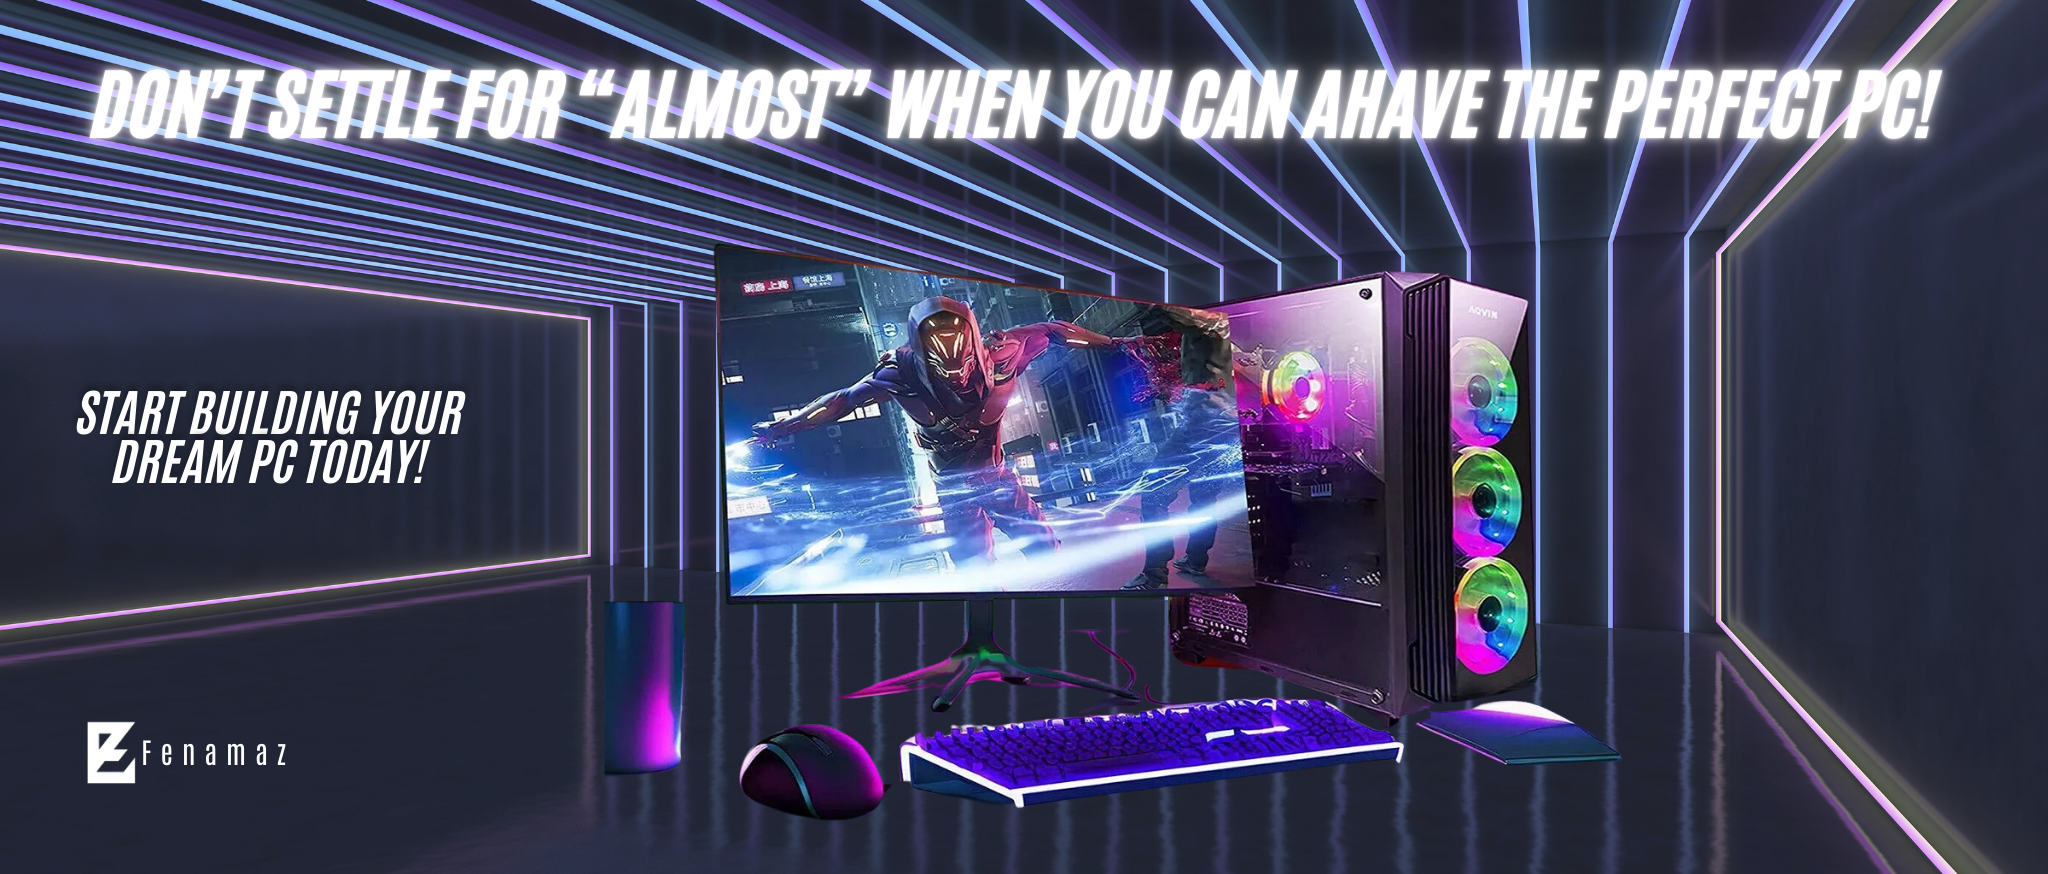 DON’T SETTLE FOR “ALMOST” WHEN YOU CAN AHAVE THE PERFECT PC!
START BUILDING YOUR
DREAM PC TODAY!
AQVIN
Fenamaz